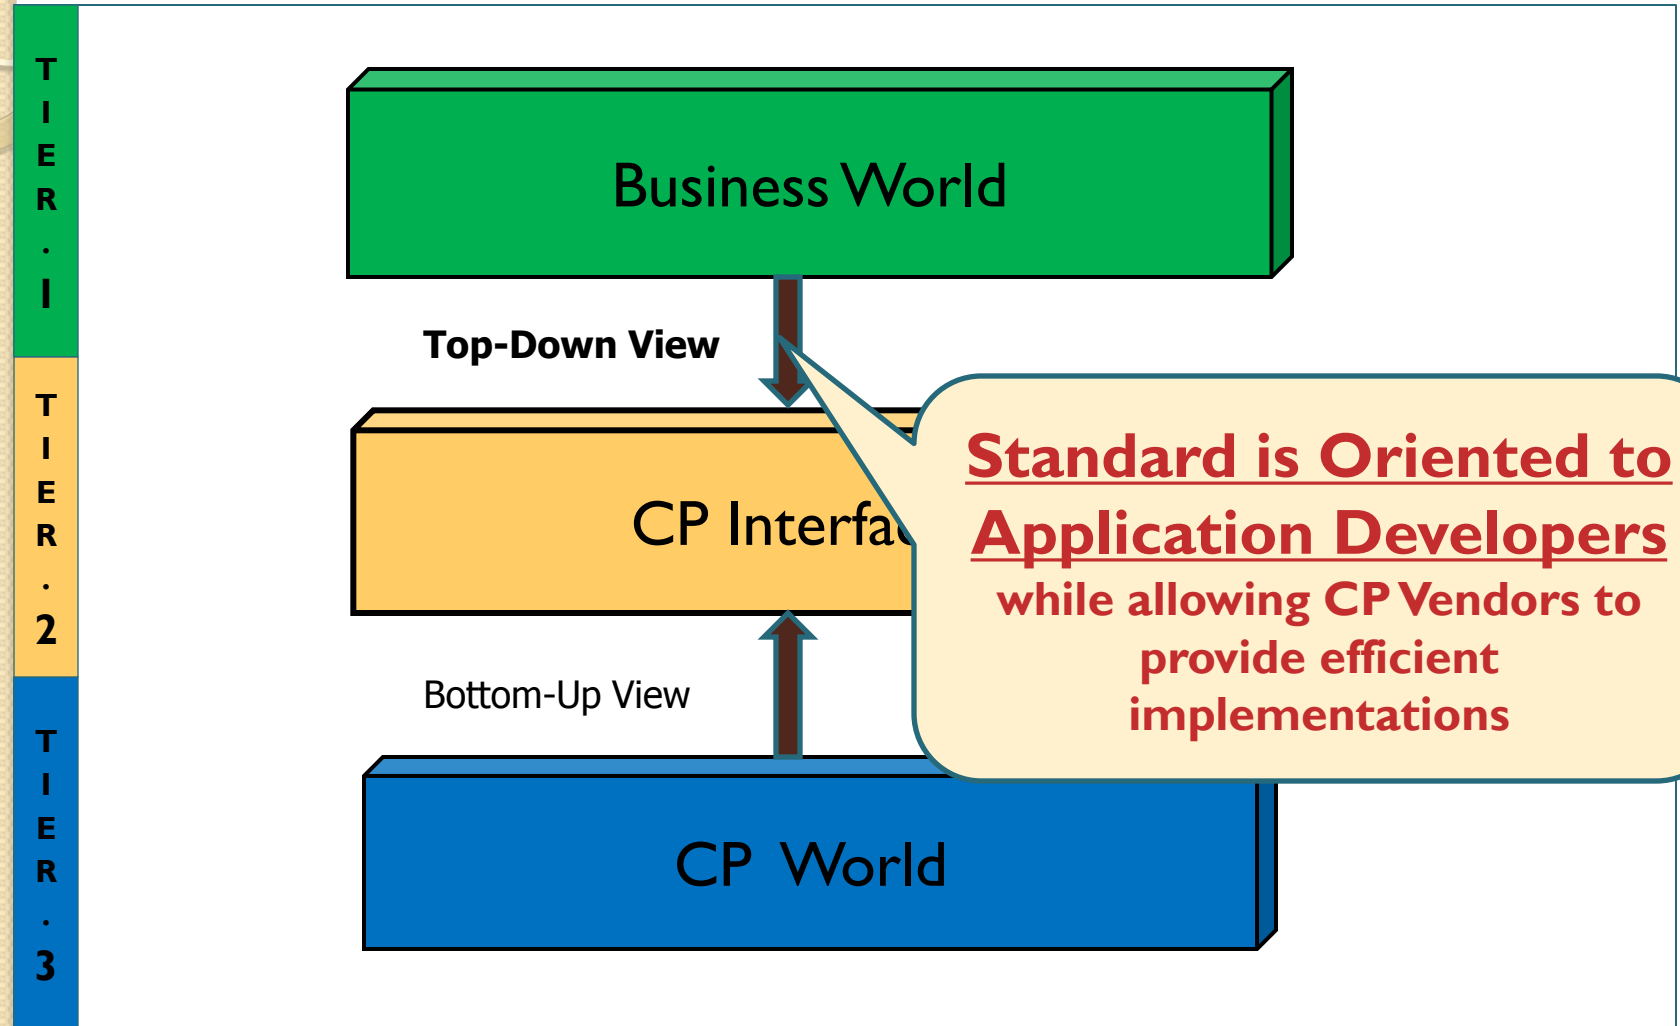 TIER.1
Business World
Top-Down View
TIER.2
CP Interfa
Standard is Oriented to
Application Developers
while allowing CP Vendors to
provide efficient
implementations
Bottom-Up View
TIER.3
CP World